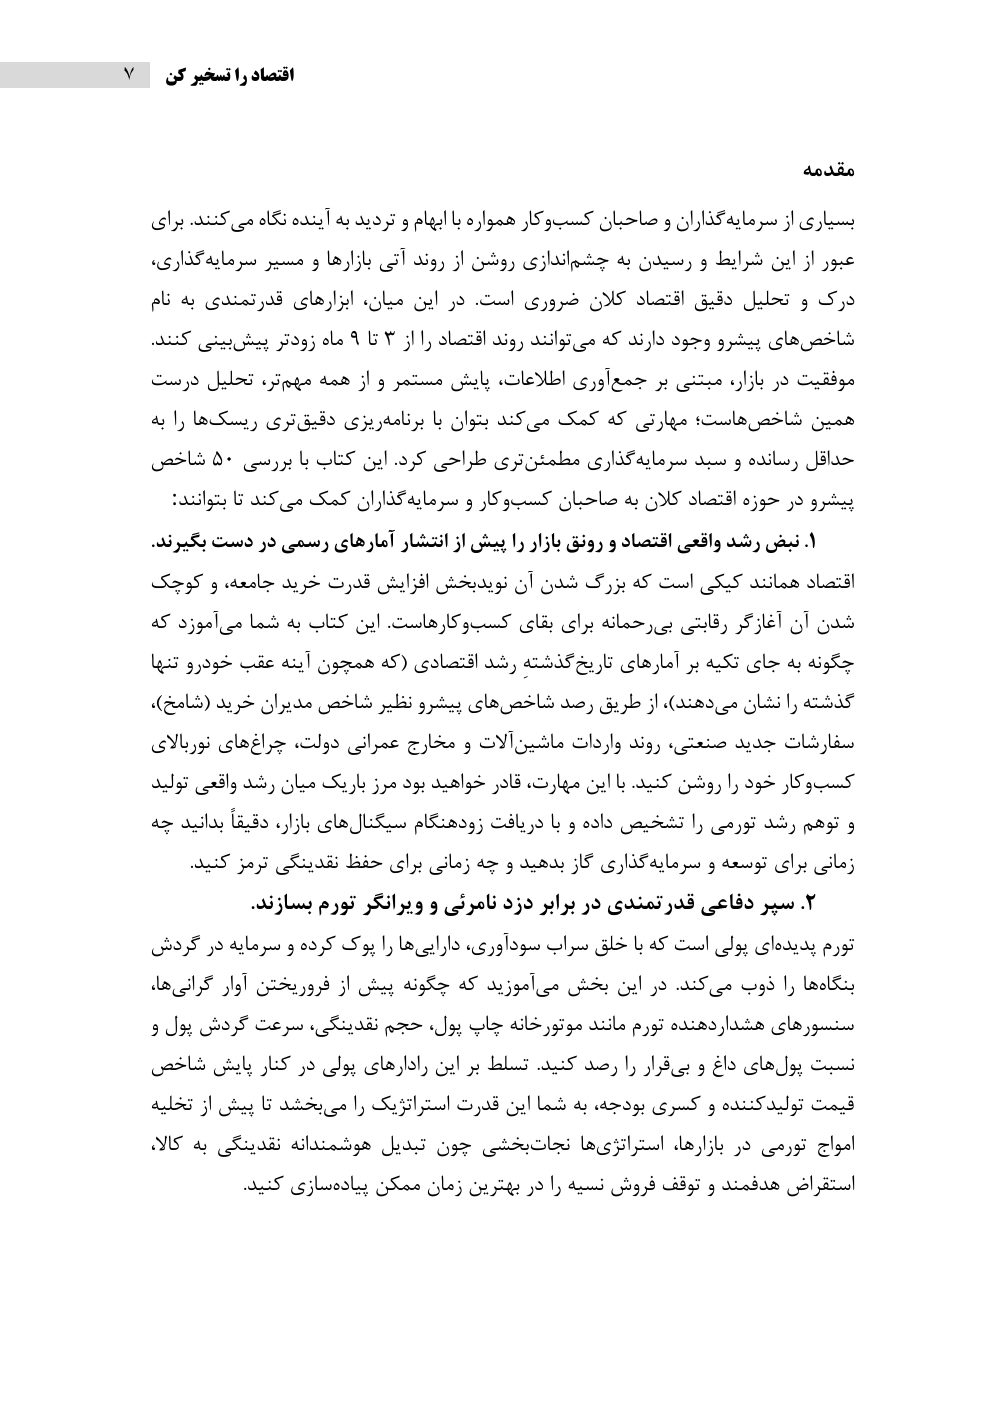 اقتصاد را تسخیر کن ۷
مقدمه
بسیاری از سرمایه‌گذاران و صاحبان کسب‌وکار همواره با ابهام و تردید به آینده نگاه می‌کنند. برای
عبور از این شرایط و رسیدن به چشم‌اندازی روشن از روند آتی بازارها و مسیر سرمایه‌گذاری،
درک و تحلیل دقیق اقتصاد کلان ضروری است. در این میان، ابزارهای قدرتمندی به نام
شاخص‌های پیشرو وجود دارند که می‌توانند روند اقتصاد را از ۳ تا ۹ ماه زودتر پیش‌بینی کنند.
موفقیت در بازار، مبتنی بر جمع‌آوری اطلاعات، پایش مستمر و از همه مهم‌تر، تحلیل درست
همین شاخص‌هاست؛ مهارتی که کمک می‌کند بتوان با برنامه‌ریزی دقیق‌تری ریسک‌ها را به
حداقل رسانده و سبد سرمایه‌گذاری مطمئن‌تری طراحی کرد. این کتاب با بررسی ۵۰ شاخص
پیشرو در حوزه اقتصاد کلان به صاحبان کسب‌وکار و سرمایه‌گذاران کمک می‌کند تا بتوانند:
۱. نبض رشد واقعی اقتصاد و رونق بازار را پیش از انتشار آمارهای رسمی در دست بگیرند.
اقتصاد همانند کیکی است که بزرگ شدن آن نویدبخش افزایش قدرت خرید جامعه، و کوچک
شدن آن آغازگر رقابتی بی‌رحمانه برای بقای کسب‌وکارهاست. این کتاب به شما می‌آموزد که
چگونه به جای تکیه بر آمارهای تاریخ‌گذشتهِ رشد اقتصادی (که همچون آینه عقب خودرو تنها
گذشته را نشان می‌دهند)، از طریق رصد شاخص‌های پیشرو نظیر شاخص مدیران خرید (شامخ)،
سفارشات جدید صنعتی، روند واردات ماشین‌آلات و مخارج عمرانی دولت، چراغ‌های نوربالای
کسب‌وکار خود را روشن کنید. با این مهارت، قادر خواهید بود مرز باریک میان رشد واقعی تولید
و توهم رشد تورمی را تشخیص داده و با دریافت زودهنگام سیگنال‌های بازار، دقیقاً بدانید چه
زمانی برای توسعه و سرمایه‌گذاری گاز بدهید و چه زمانی برای حفظ نقدینگی ترمز کنید.
۲. سپر دفاعی قدرتمندی در برابر دزد نامرئی و ویرانگر تورم بسازند.
تورم پدیده‌ای پولی است که با خلق سراب سودآوری، دارایی‌ها را پوک کرده و سرمایه در گردش
بنگاه‌ها را ذوب می‌کند. در این بخش می‌آموزید که چگونه پیش از فروریختن آوار گرانی‌ها،
سنسورهای هشداردهنده تورم مانند موتورخانه چاپ پول، حجم نقدینگی، سرعت گردش پول و
نسبت پول‌های داغ و بی‌قرار را رصد کنید. تسلط بر این رادارهای پولی در کنار پایش شاخص
قیمت تولیدکننده و کسری بودجه، به شما این قدرت استراتژیک را می‌بخشد تا پیش از تخلیه
امواج تورمی در بازارها، استراتژی‌ها نجات‌بخشی چون تبدیل هوشمندانه نقدینگی به کالا،
استقراض هدفمند و توقف فروش نسیه را در بهترین زمان ممکن پیاده‌سازی کنید.